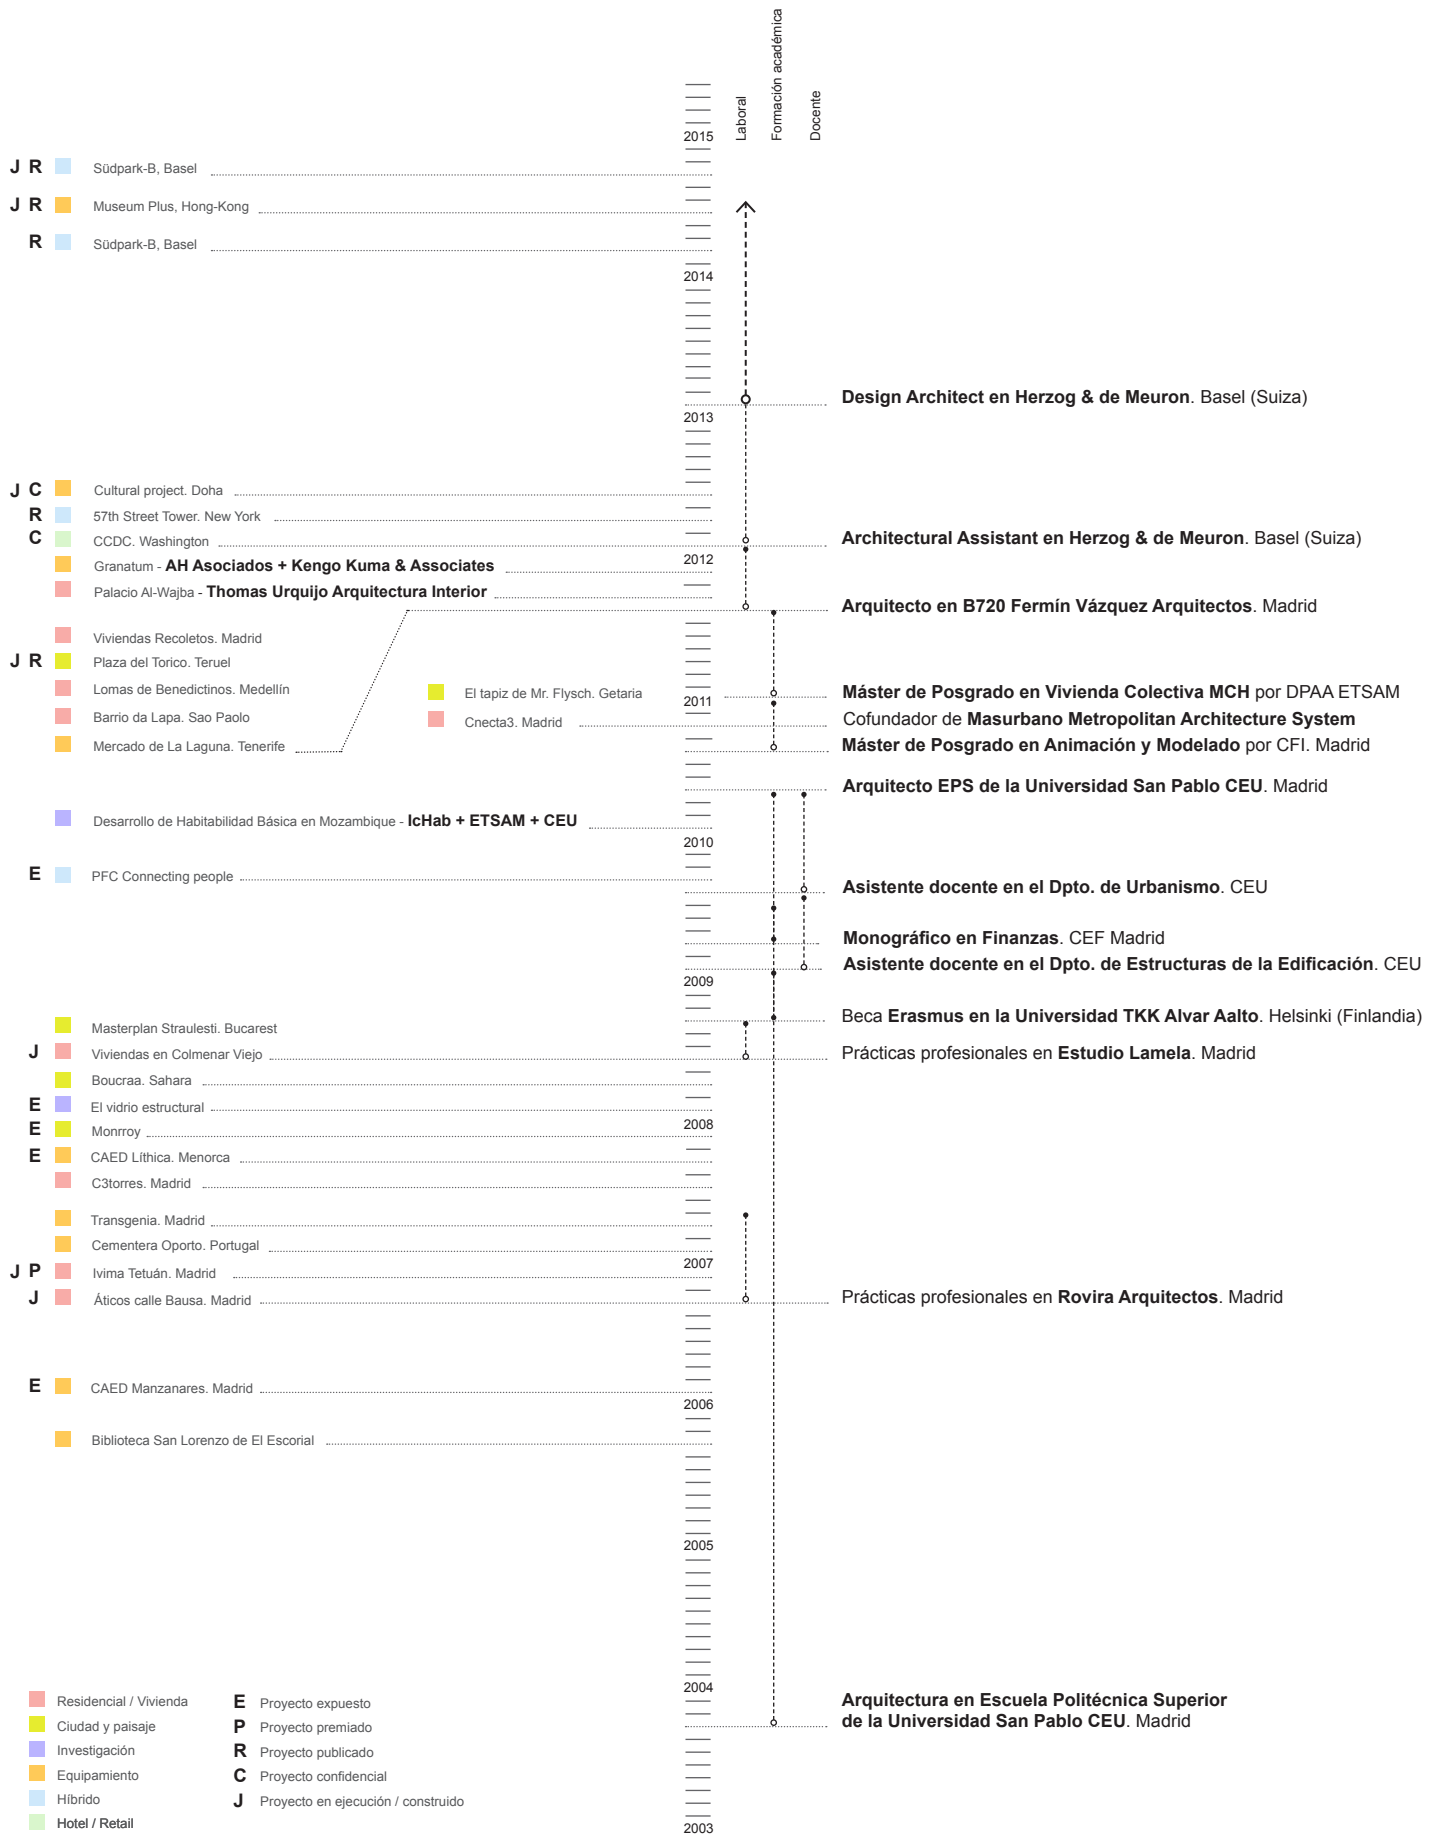 Laboral
Formación académica
Docente
2015
J R Südpark-B, Basel
J R Museum Plus, Hong-Kong
R Südpark-B, Basel
2014
Design Architect en Herzog & de Meuron. Basel (Suiza)
2013
J C Cultural project. Doha
R 57th Street Tower. New York
C CCDC. Washington
Architectural Assistant en Herzog & de Meuron. Basel (Suiza)
2012
Granatum - AH Asociados + Kengo Kuma & Associates
Palacio Al-Wajba - Thomas Urquijo Arquitectura Interior
Arquitecto en B720 Fermín Vázquez Arquitectos. Madrid
Viviendas Recoletos. Madrid
J R Plaza del Torico. Teruel
Lomas de Benedictinos. Medellín
El tapiz de Mr. Flysch. Getaria
Máster de Posgrado en Vivienda Colectiva MCH por DPAA ETSAM
2011
Barrio da Lapa. Sao Paolo
Cnecta3. Madrid
Cofundador de Masurbano Metropolitan Architecture System
Mercado de La Laguna. Tenerife
Máster de Posgrado en Animación y Modelado por CFI. Madrid
Arquitecto EPS de la Universidad San Pablo CEU. Madrid
Desarrollo de Habitabilidad Básica en Mozambique - IcHab + ETSAM + CEU
2010
E PFC Connecting people
Asistente docente en el Dpto. de Urbanismo. CEU
Monográfico en Finanzas. CEF Madrid
Asistente docente en el Dpto. de Estructuras de la Edificación. CEU
2009
Beca Erasmus en la Universidad TKK Alvar Aalto. Helsinki (Finlandia)
Masterplan Straulesti. Bucarest
J Viviendas en Colmenar Viejo
Prácticas profesionales en Estudio Lamela. Madrid
Boucraa. Sahara
E El vidrio estructural
2008
E Monrroy
E CAED Líthica. Menorca
C3torres. Madrid
Transgenia. Madrid
Cementera Oporto. Portugal
2007
J P Ivima Tetuán. Madrid
J Áticos calle Bausa. Madrid
Prácticas profesionales en Rovira Arquitectos. Madrid
E CAED Manzanares. Madrid
2006
Biblioteca San Lorenzo de El Escorial
2005
2004
Arquitectura en Escuela Politécnica Superior
de la Universidad San Pablo CEU. Madrid
Residencial / Vivienda
Ciudad y paisaje
Investigación
Equipamiento
Híbrido
Hotel / Retail
E Proyecto expuesto
P Proyecto premiado
R Proyecto publicado
C Proyecto confidencial
J Proyecto en ejecución / construido
2003